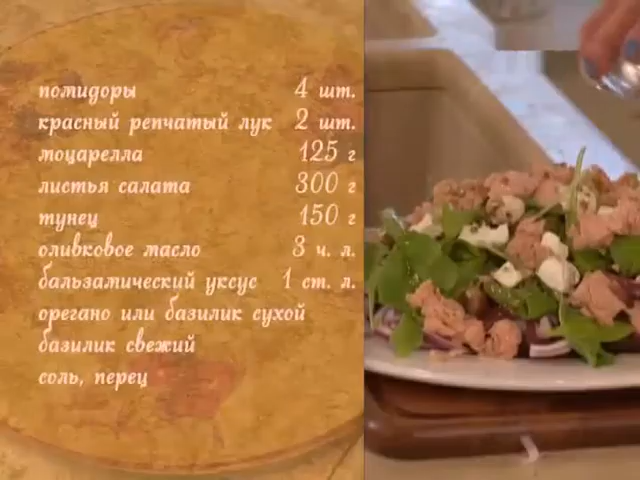 помидоры 4 шт.
красный репчатый лук 2 шт.
моцарелла 125 г
листья салата 300 г
тунец 150 г
оливковое масло 3 ч. л.
бальзамический уксус 1 ст. л.
орегано или базилик сухой
базилик свежий
соль, перец